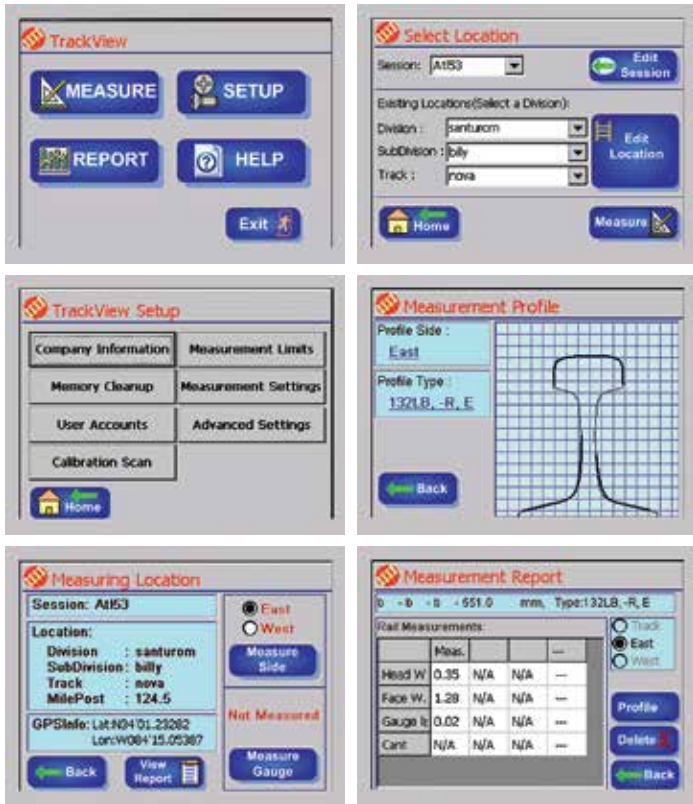 TrackView
MEASURE
SETUP
REPORT
HELP
Exit
Select Location
Session: Atl53
Edit
Session
Existing Locations(Select a Division):
Division : santurom
SubDivision : billy
Track : nova
Edit
Location
Home
Measure
TrackView Setup
Company Information
Measurement Limits
Memory Cleanup
Measurement Settings
User Accounts
Advanced Settings
Calibration Scan
Home
Measurement Profile
Profile Side :
East
Profile Type :
132LB, -R, E
Back
Measuring Location
Session: Atl53
Location:
Division : santurom
SubDivision : billy
Track : nova
MilePost : 124.5
GPSInfo: Lat:N34'01.23282
Lon:W084'15.05387
East
West
Measure
Side
Not Measured
Measure
Gauge
Back
View
Report
Measurement Report
b - b - b - 551.0 mm, Type:132LB,-R, E
Rail Measurements:
Meas. ---
Head W 0.35 N/A N/A ---
Face W. 1.28 N/A N/A ---
Gauge 0.02 N/A N/A ---
Cant N/A N/A N/A ---
Track
East
West
Profile
Delete
Back